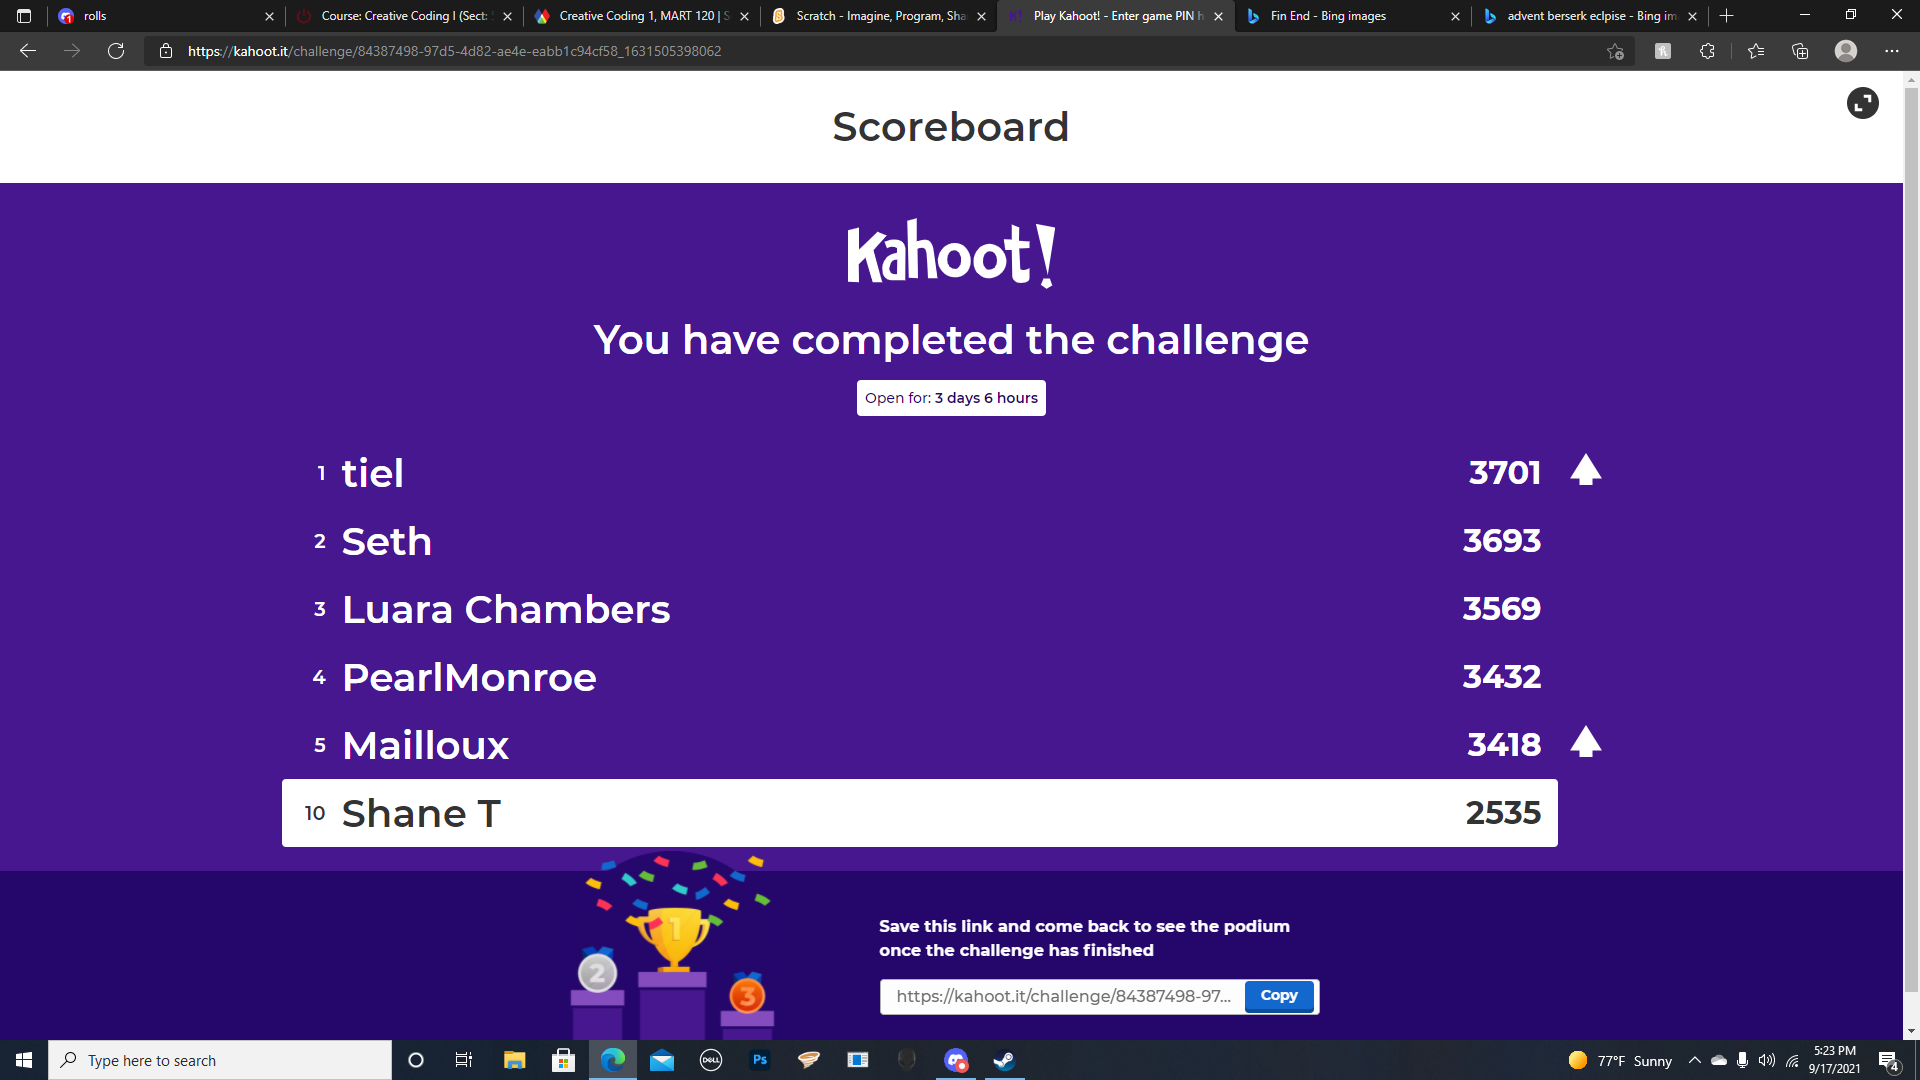 rolls
Course: Creative Coding I (Sect:
Creative Coding 1, MART 120 | S
Scratch - Imagine, Program, Sha
Play Kahoot! - Enter game PIN h
Fin End - Bing images
advent berserk eclpise - Bing im
https://kahoot.it/challenge/84387498-97d5-4d82-ae4e-eabb1c94cf58_1631505398062
Scoreboard
Kahoot!
You have completed the challenge
Open for: 3 days 6 hours
1 tiel 3701
2 Seth 3693
3 Luara Chambers 3569
4 PearlMonroe 3432
5 Mailloux 3418
10 Shane T 2535
1
2
3
Save this link and come back to see the podium
once the challenge has finished
https://kahoot.it/challenge/84387498-97... Copy
Type here to search
DELL
Ps
77°F Sunny
5:23 PM
9/17/2021
4